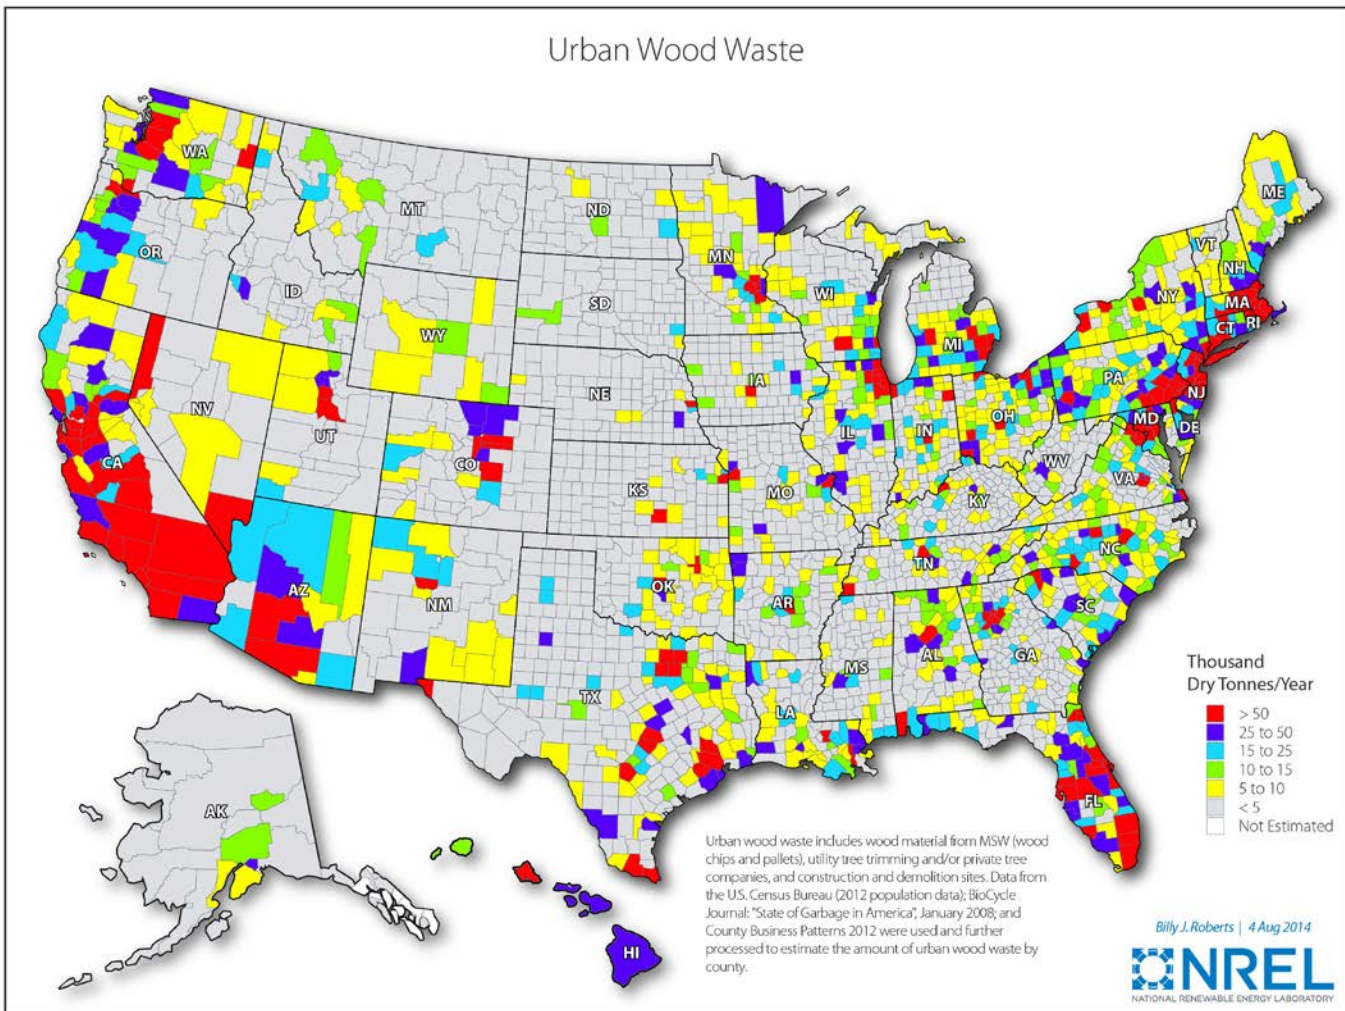 Urban Wood Waste
WA
MT
ND
MN
ME
VT
NH
OR
ID
SD
WI
NY
MA
CT
RI
WY
MI
IA
PA
NJ
NE
NV
OH
MD
DE
UT
IL
IN
WV
CA
CO
VA
KS
MO
KY
NC
TN
AZ
NM
OK
AR
SC
MS
AL
GA
TX
LA
FL
AK
HI
Thousand
Dry Tonnes/Year
> 50
25 to 50
15 to 25
10 to 15
5 to 10
< 5
Not Estimated
Urban wood waste includes wood material from MSW (wood
chips and pallets), utility tree trimming and/or private tree
companies, and construction and demolition sites. Data from
the U.S. Census Bureau (2012 population data); BioCycle
Journal: "State of Garbage in America", January 2008; and
County Business Patterns 2012 were used and further
processed to estimate the amount of urban wood waste by
county.
Billy J. Roberts | 4 Aug 2014
NREL
NATIONAL RENEWABLE ENERGY LABORATORY